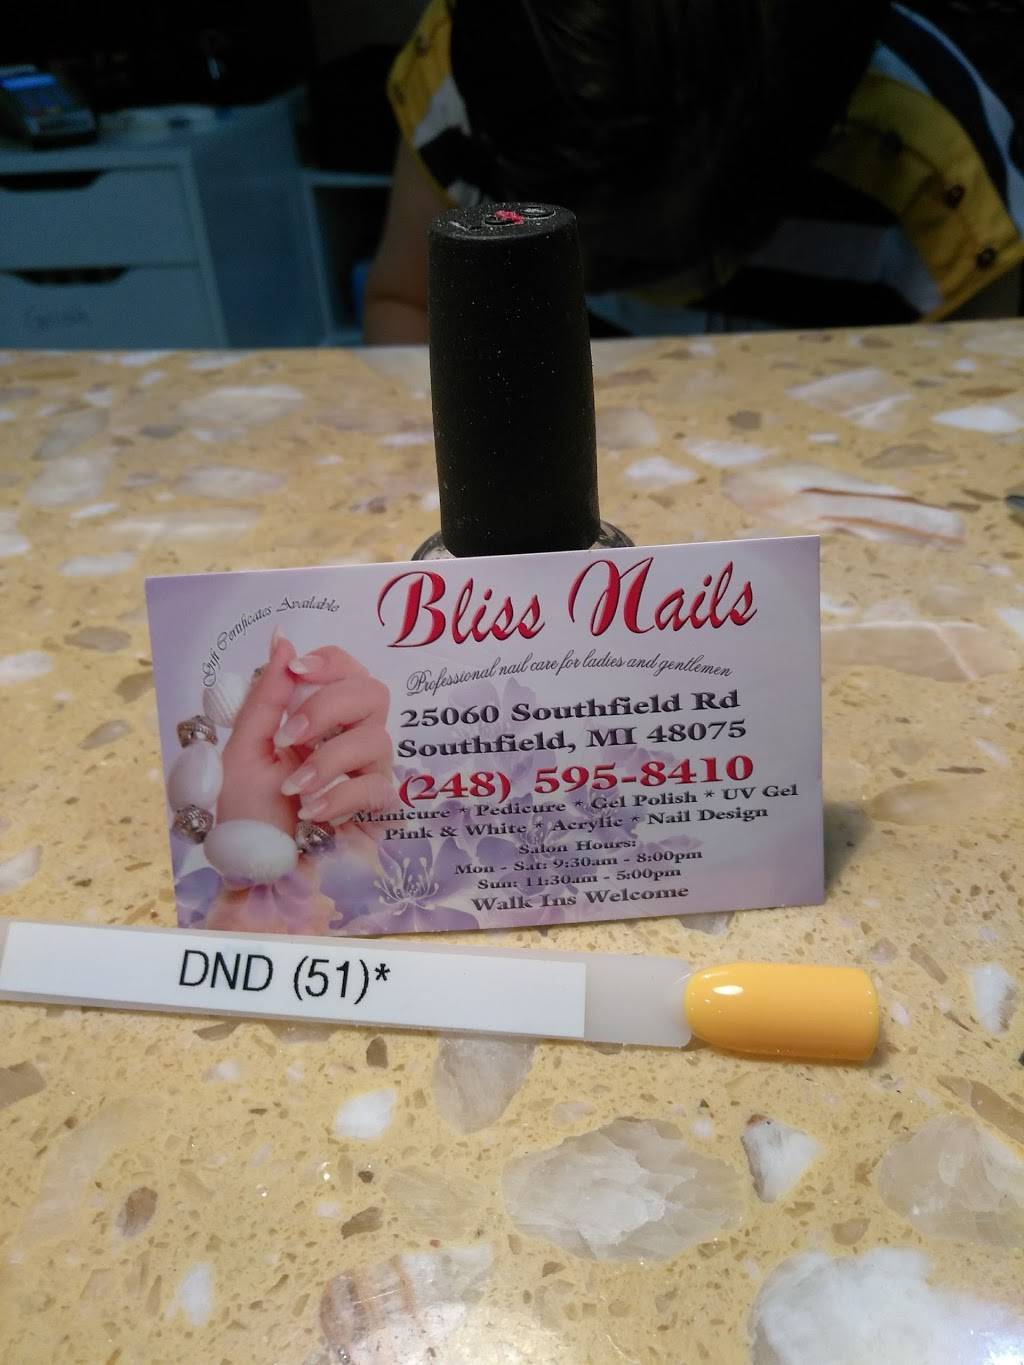 Gift Certificates Available
Bliss Nails
Professional nail care for ladies and gentlemen
25060 Southfield Rd
Southfield, MI 48075
(248) 595-8410
Manicure * Pedicure * Gel Polish * UV Gel
Pink & White * Acrylic * Nail Design
Salon Hours:
Mon - Sat: 9:30am - 8:00pm
Sun: 11:30am - 5:00pm
Walk Ins Welcome
DND (51)*